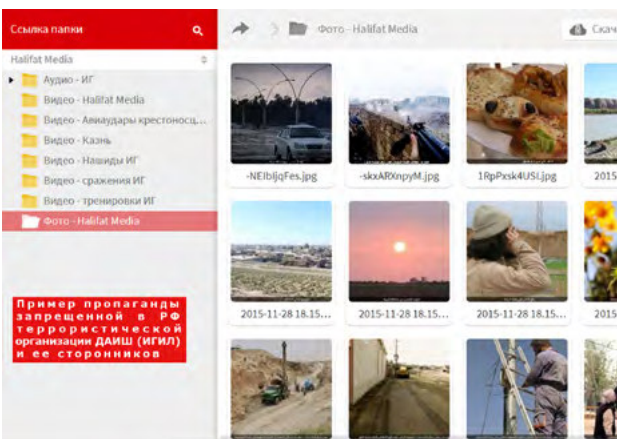 Ссылка папки
Halifat Media
Аудио - ИГ
Видео - Halifat Media
Видео - Авиаудары крестоносц...
Видео - Казнь
Видео - Нашиды ИГ
Видео - сражения ИГ
Видео - тренировки ИГ
Фото - Halifat Media
Пример пропаганды
запрещенной в РФ
террористической
организации ДАИШ (ИГИЛ)
и ее сторонников
Фото - Halifat Media
Скач
-NEIbIjqFes.jpg
-skxARXnpyM.jpg
1RpPxsk4USI.jpg
2015
2015-11-28 18.15...
2015-11-28 18.15...
2015-11-28 18.15...
2015